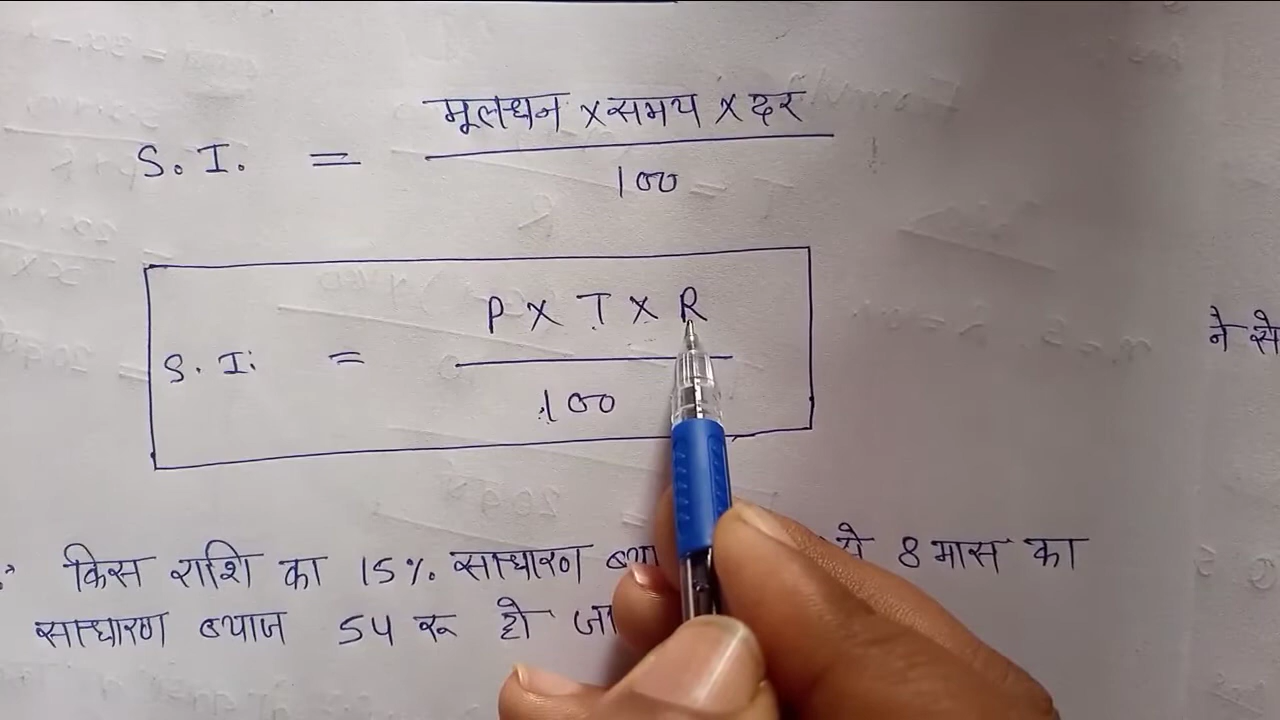 S. I. = मूलधन × समय × दर
100
S. I. = P × T × R
100
ने से
किस राशि का 15% साधारण 8 मास का
साधारण ब्याज 54 रू हो